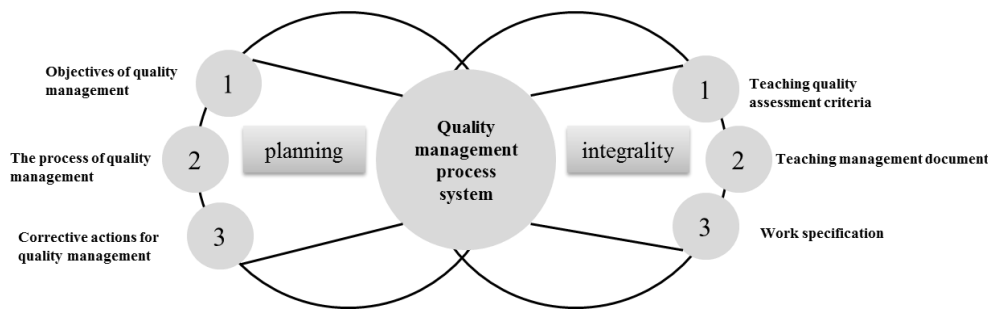 Objectives of quality
management
1
The process of quality
management
2
Corrective actions for
quality management
3
planning
Quality
management
process
system
integrality
1
Teaching quality
assessment criteria
2
Teaching management document
3
Work specification